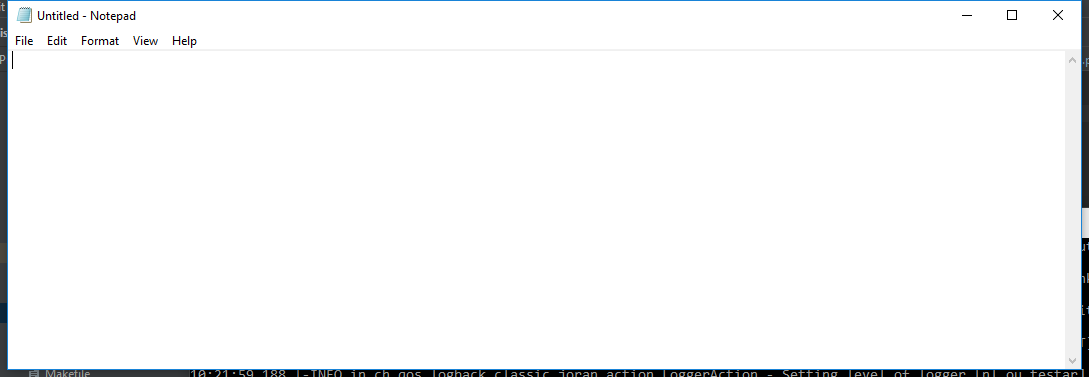 Untitled - Notepad
File Edit Format View Help
Makefile
10:21:59,188 |-INFO in ch.qos.logback.classic.joran.action.LoggerAction - Setting level of logger [nl.ou.testar